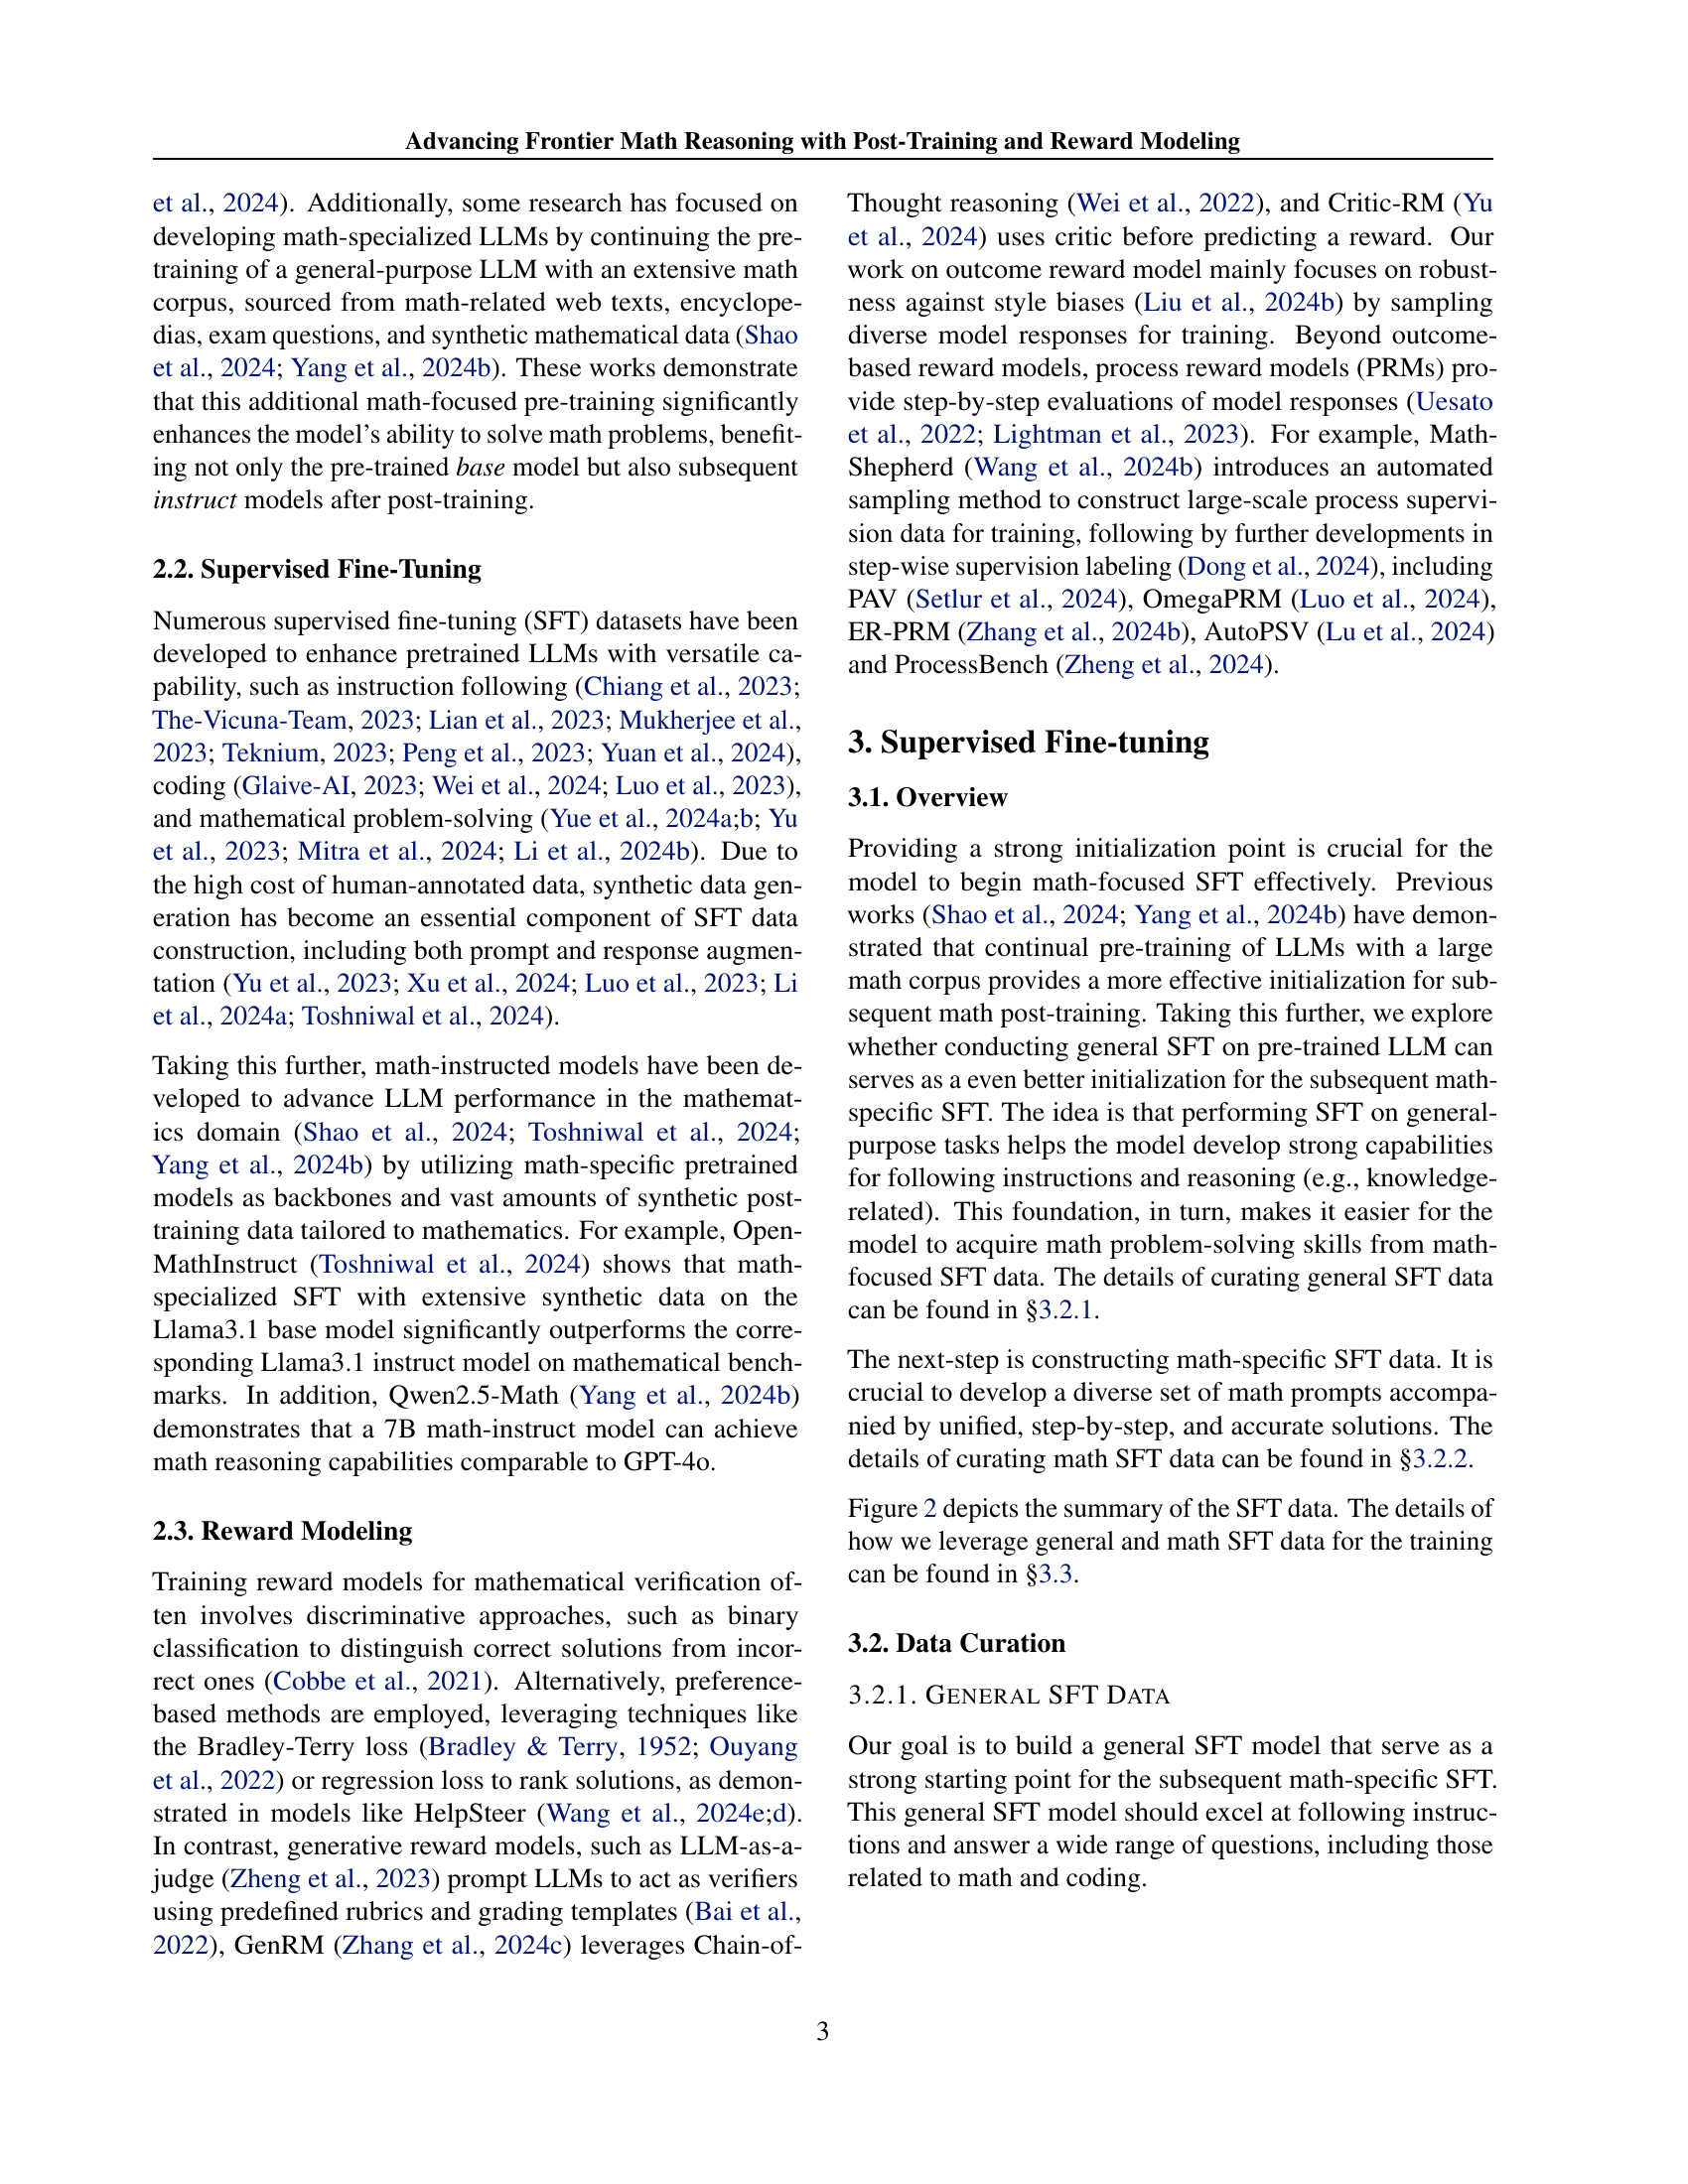 Advancing Frontier Math Reasoning with Post-Training and Reward Modeling
et al., 2024). Additionally, some research has focused on
developing math-specialized LLMs by continuing the pre-
training of a general-purpose LLM with an extensive math
corpus, sourced from math-related web texts, encyclope-
dias, exam questions, and synthetic mathematical data (Shao
et al., 2024; Yang et al., 2024b). These works demonstrate
that this additional math-focused pre-training significantly
enhances the model's ability to solve math problems, benefit-
ing not only the pre-trained base model but also subsequent
instruct models after post-training.
2.2. Supervised Fine-Tuning
Numerous supervised fine-tuning (SFT) datasets have been
developed to enhance pretrained LLMs with versatile ca-
pability, such as instruction following (Chiang et al., 2023;
The-Vicuna-Team, 2023; Lian et al., 2023; Mukherjee et al.,
2023; Teknium, 2023; Peng et al., 2023; Yuan et al., 2024),
coding (Glaive-AI, 2023; Wei et al., 2024; Luo et al., 2023),
and mathematical problem-solving (Yue et al., 2024a;b; Yu
et al., 2023; Mitra et al., 2024; Li et al., 2024b). Due to
the high cost of human-annotated data, synthetic data gen-
eration has become an essential component of SFT data
construction, including both prompt and response augmen-
tation (Yu et al., 2023; Xu et al., 2024; Luo et al., 2023; Li
et al., 2024a; Toshniwal et al., 2024).
Taking this further, math-instructed models have been de-
veloped to advance LLM performance in the mathemat-
ics domain (Shao et al., 2024; Toshniwal et al., 2024;
Yang et al., 2024b) by utilizing math-specific pretrained
models as backbones and vast amounts of synthetic post-
training data tailored to mathematics. For example, Open-
MathInstruct (Toshniwal et al., 2024) shows that math-
specialized SFT with extensive synthetic data on the
Llama3.1 base model significantly outperforms the corre-
sponding Llama3.1 instruct model on mathematical bench-
marks. In addition, Qwen2.5-Math (Yang et al., 2024b)
demonstrates that a 7B math-instruct model can achieve
math reasoning capabilities comparable to GPT-4o.
2.3. Reward Modeling
Training reward models for mathematical verification of-
ten involves discriminative approaches, such as binary
classification to distinguish correct solutions from incor-
rect ones (Cobbe et al., 2021). Alternatively, preference-
based methods are employed, leveraging techniques like
the Bradley-Terry loss (Bradley & Terry, 1952; Ouyang
et al., 2022) or regression loss to rank solutions, as demon-
strated in models like HelpSteer (Wang et al., 2024e;d).
In contrast, generative reward models, such as LLM-as-a-
judge (Zheng et al., 2023) prompt LLMs to act as verifiers
using predefined rubrics and grading templates (Bai et al.,
2022), GenRM (Zhang et al., 2024c) leverages Chain-of-
Thought reasoning (Wei et al., 2022), and Critic-RM (Yu
et al., 2024) uses critic before predicting a reward. Our
work on outcome reward model mainly focuses on robust-
ness against style biases (Liu et al., 2024b) by sampling
diverse model responses for training. Beyond outcome-
based reward models, process reward models (PRMs) pro-
vide step-by-step evaluations of model responses (Uesato
et al., 2022; Lightman et al., 2023). For example, Math-
Shepherd (Wang et al., 2024b) introduces an automated
sampling method to construct large-scale process supervi-
sion data for training, following by further developments in
step-wise supervision labeling (Dong et al., 2024), including
PAV (Setlur et al., 2024), OmegaPRM (Luo et al., 2024),
ER-PRM (Zhang et al., 2024b), AutoPSV (Lu et al., 2024)
and ProcessBench (Zheng et al., 2024).
3. Supervised Fine-tuning
3.1. Overview
Providing a strong initialization point is crucial for the
model to begin math-focused SFT effectively. Previous
works (Shao et al., 2024; Yang et al., 2024b) have demon-
strated that continual pre-training of LLMs with a large
math corpus provides a more effective initialization for sub-
sequent math post-training. Taking this further, we explore
whether conducting general SFT on pre-trained LLM can
serves as a even better initialization for the subsequent math-
specific SFT. The idea is that performing SFT on general-
purpose tasks helps the model develop strong capabilities
for following instructions and reasoning (e.g., knowledge-
related). This foundation, in turn, makes it easier for the
model to acquire math problem-solving skills from math-
focused SFT data. The details of curating general SFT data
can be found in §3.2.1.
The next-step is constructing math-specific SFT data. It is
crucial to develop a diverse set of math prompts accompa-
nied by unified, step-by-step, and accurate solutions. The
details of curating math SFT data can be found in §3.2.2.
Figure 2 depicts the summary of the SFT data. The details of
how we leverage general and math SFT data for the training
can be found in §3.3.
3.2. Data Curation
3.2.1. GENERAL SFT DATA
Our goal is to build a general SFT model that serve as a
strong starting point for the subsequent math-specific SFT.
This general SFT model should excel at following instruc-
tions and answer a wide range of questions, including those
related to math and coding.
3